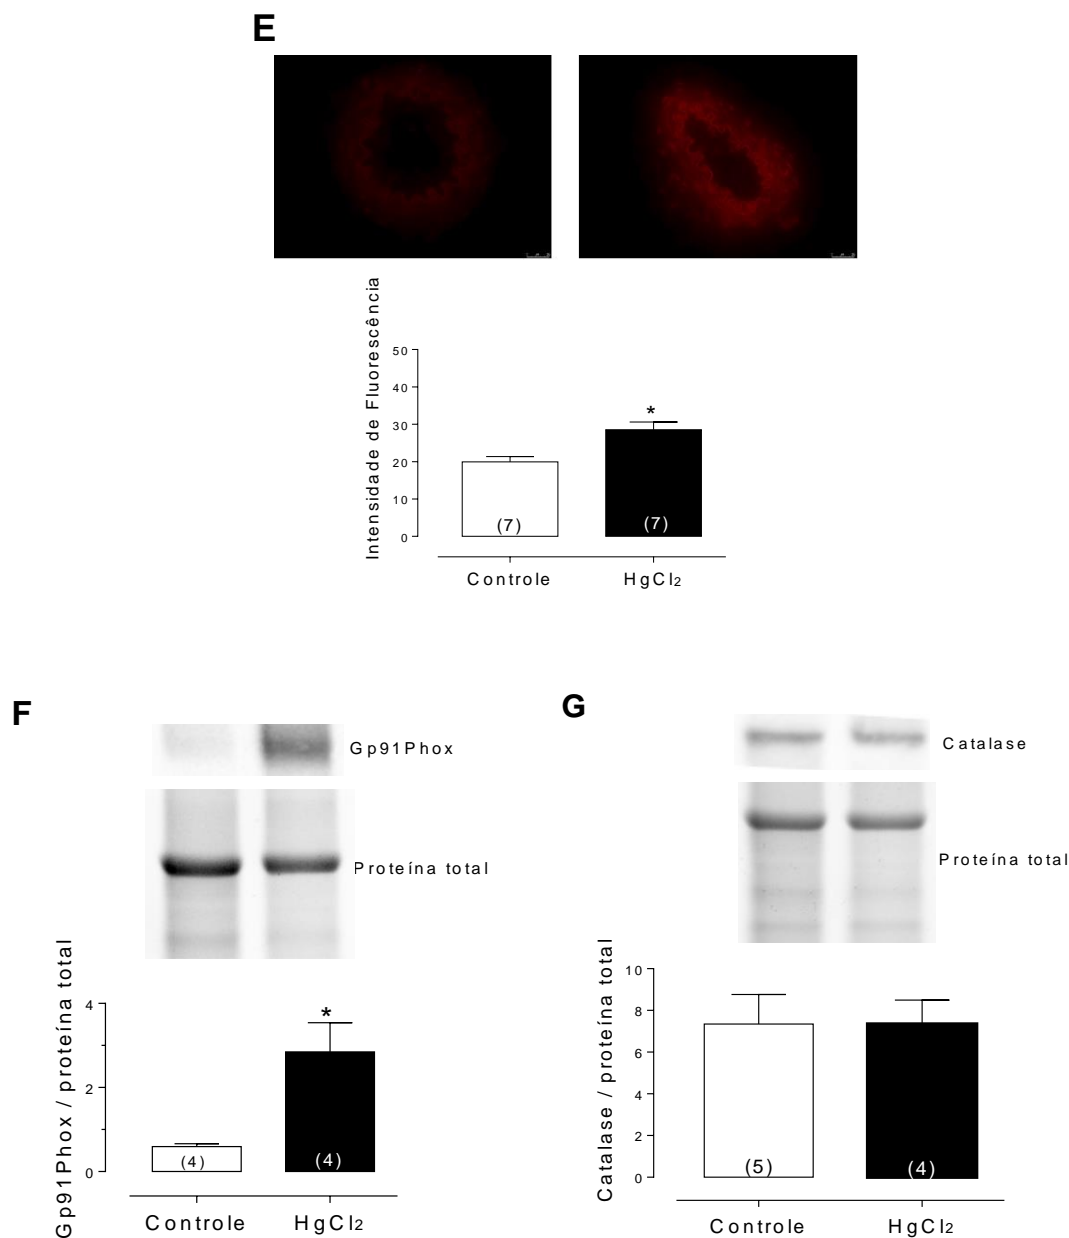 E
Intensidade de Fluorescência
50
40
30
20
10
0
*
(7)
(7)
Controle
HgCl2
F
Gp91Phox
Proteína total
Gp91Phox / proteína total
4
2
0
*
(4)
(4)
Controle
HgCl2
G
Catalase
Proteína total
Catalase / proteína total
10
8
6
4
2
0
(5)
(4)
Controle
HgCl2